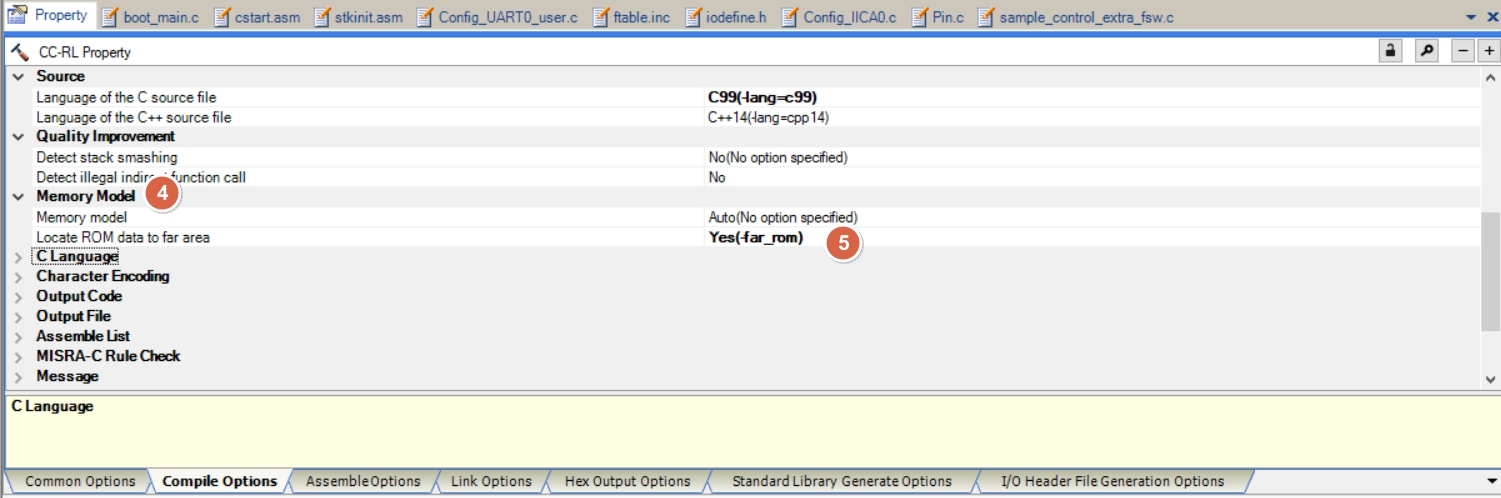 Property boot_main.c cstart.asm stkinit.asm Config_UART0_user.c ftable.inc iodefine.h Config_IICA0.c Pin.c sample_control_extra_fsw.c
CC-RL Property
Source
Language of the C source file C99(-lang=c99)
Language of the C++ source file C++14(-lang=cpp14)
Quality Improvement
Detect stack smashing No(No option specified)
Detect illegal indirect function call No
Memory Model 4
Memory model Auto(No option specified)
Locate ROM data to far area Yes(-far_rom) 5
C Language
Character Encoding
Output Code
Output File
Assemble List
MISRA-C Rule Check
Message
C Language
Common Options Compile Options Assemble Options Link Options Hex Output Options Standard Library Generate Options I/O Header File Generation Options